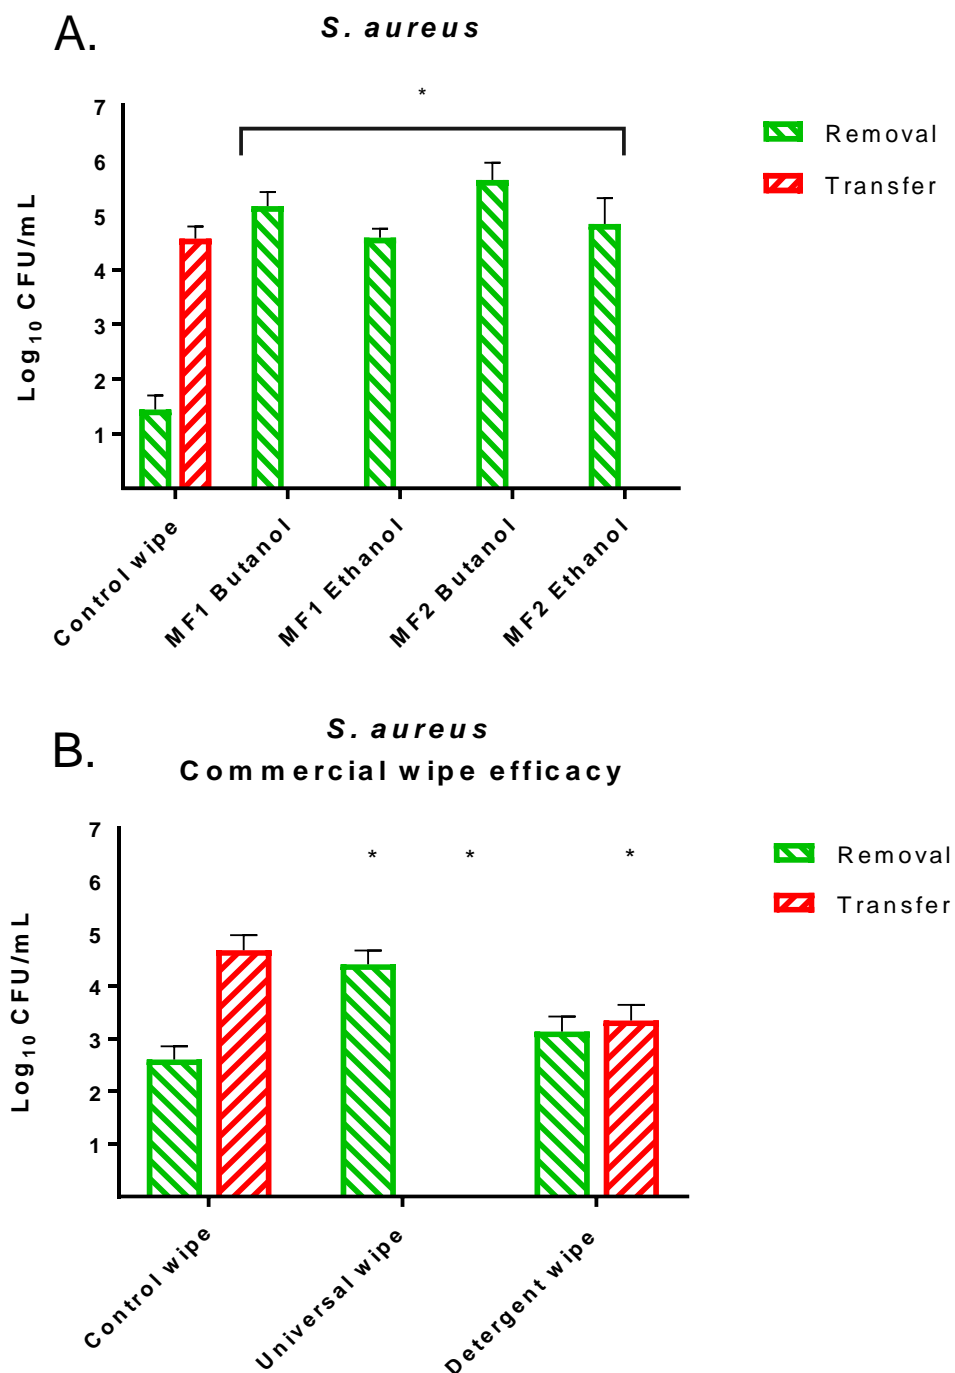 A.
S. aureus
*
7
6
5
4
3
2
1
Log10 CFU/mL
Removal
Transfer
Control wipe
MF1 Butanol
MF1 Ethanol
MF2 Butanol
MF2 Ethanol
B.
S. aureus
Commercial wipe efficacy
* * *
7
6
5
4
3
2
1
Log10 CFU/mL
Removal
Transfer
Control wipe
Universal wipe
Detergent wipe